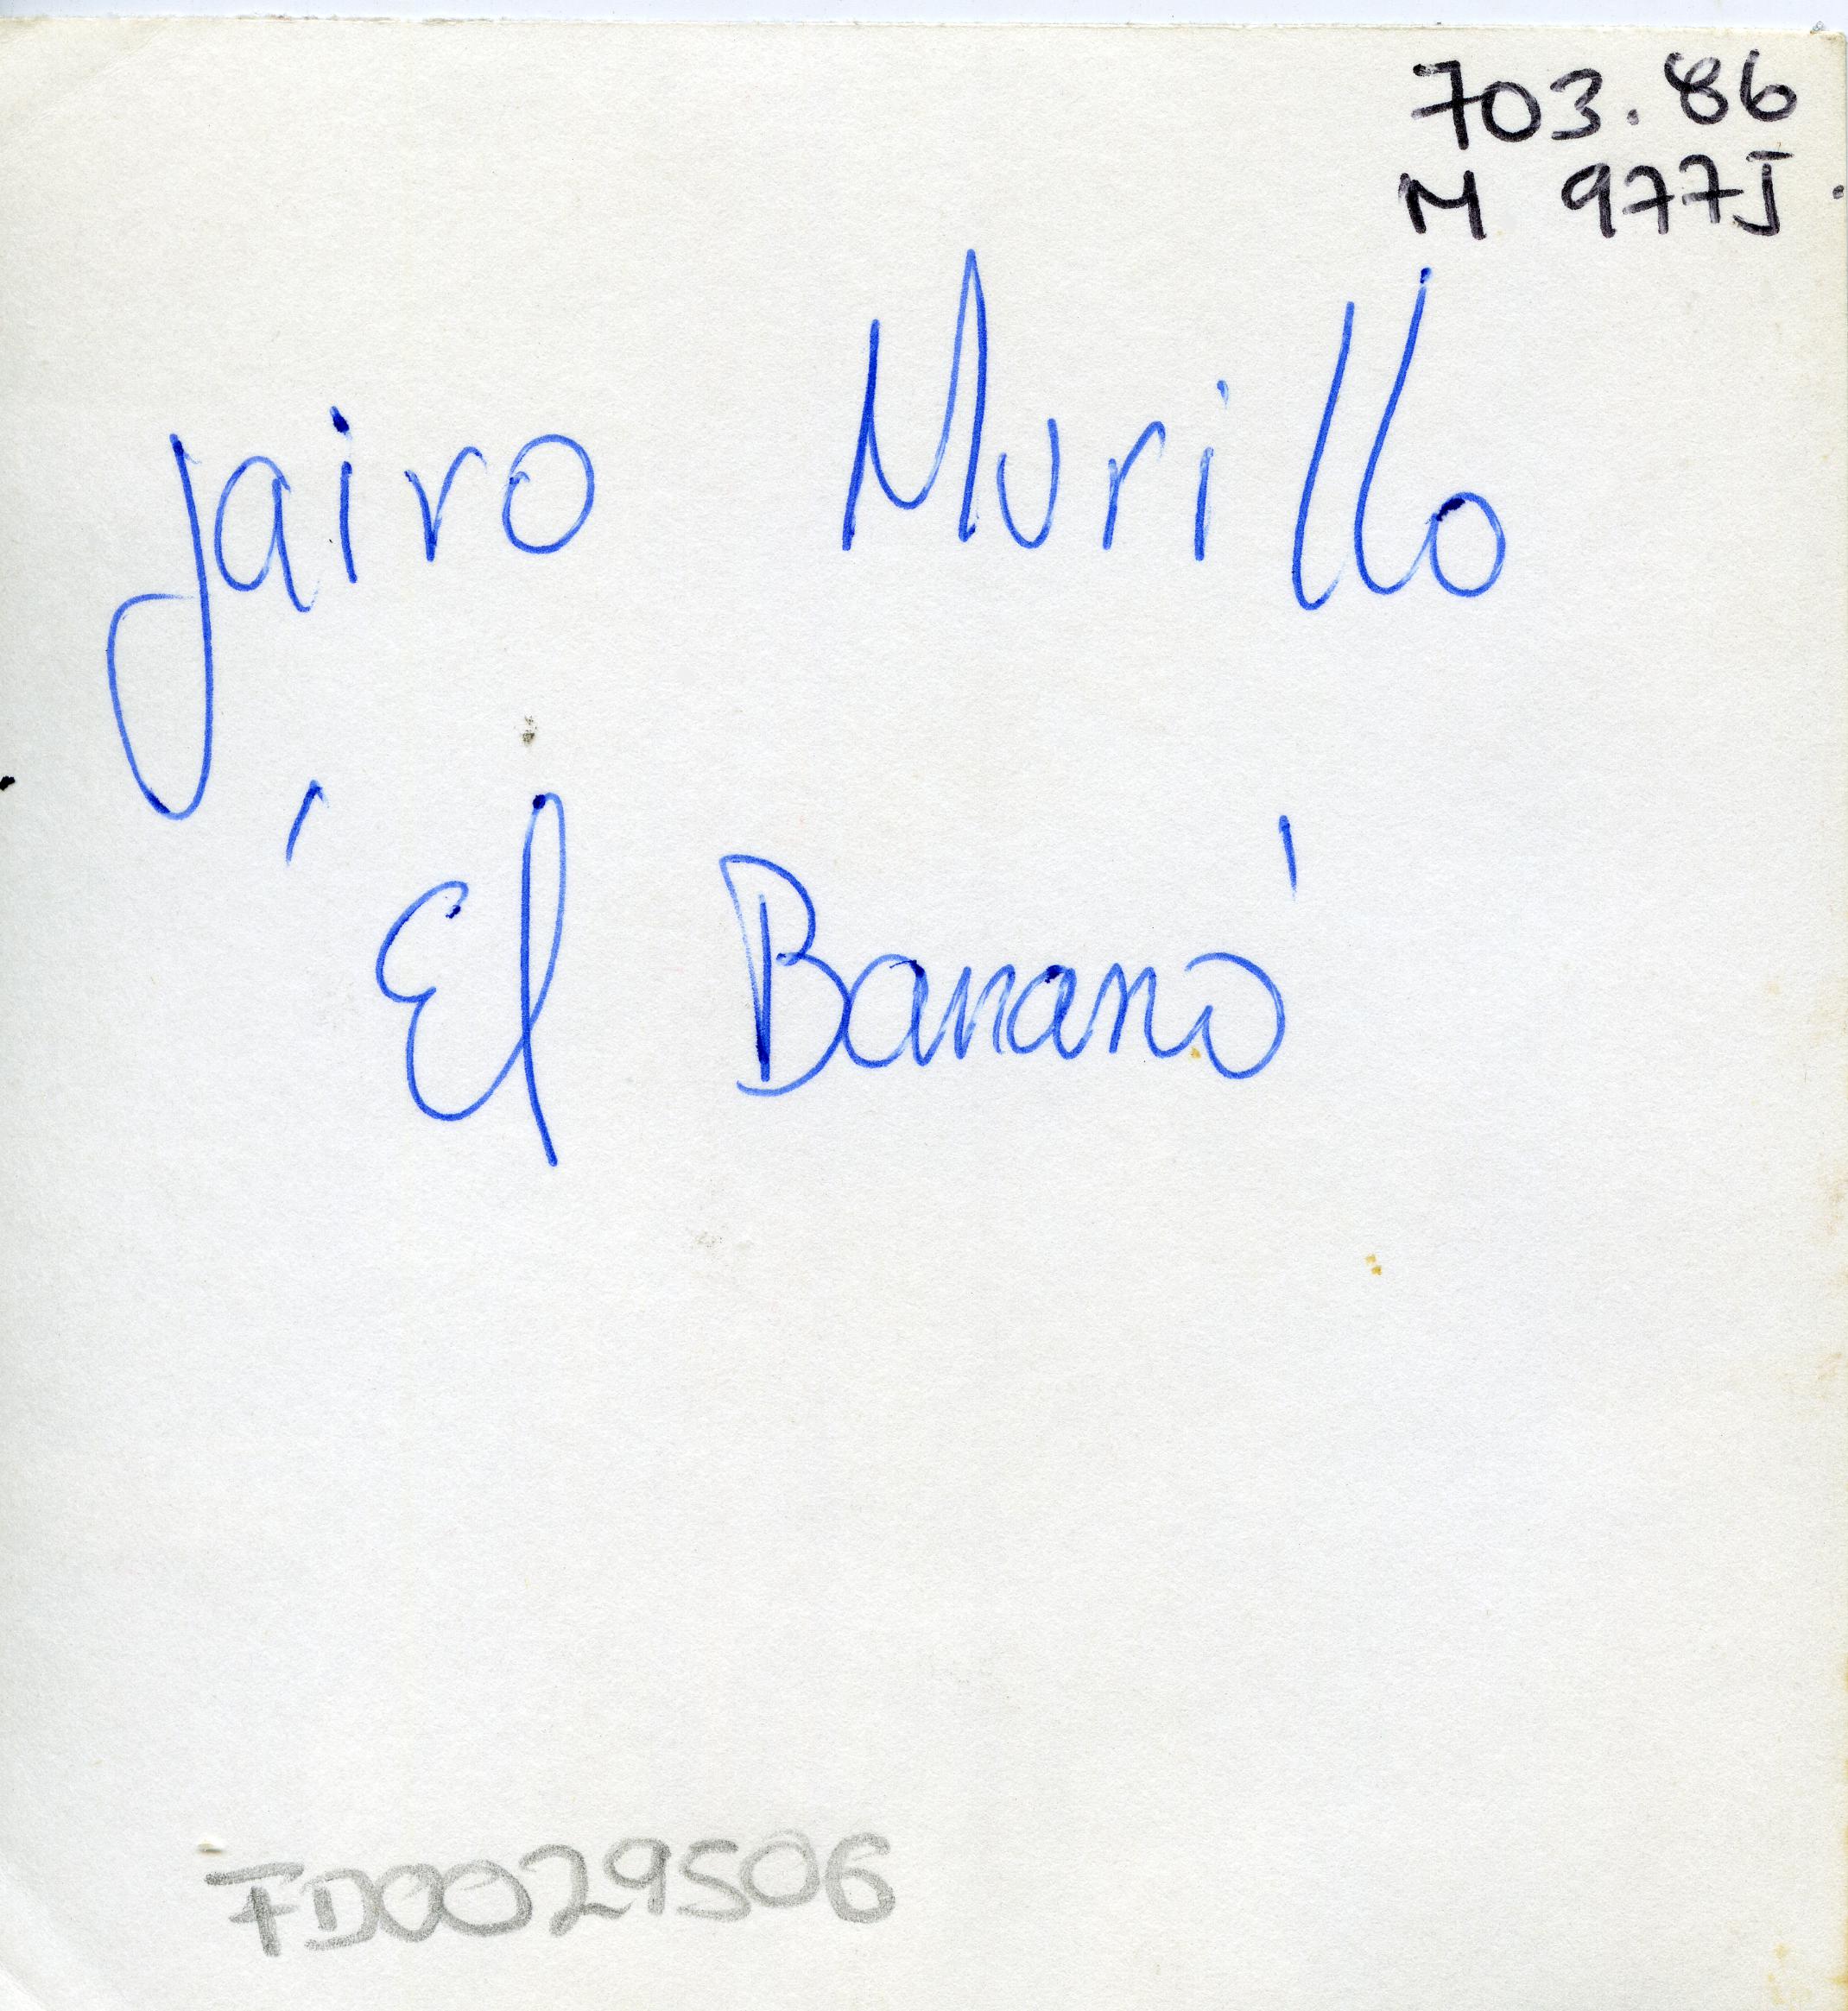 703.86
M 977J
Jairo Murillo
'El Banano'
FD0029506